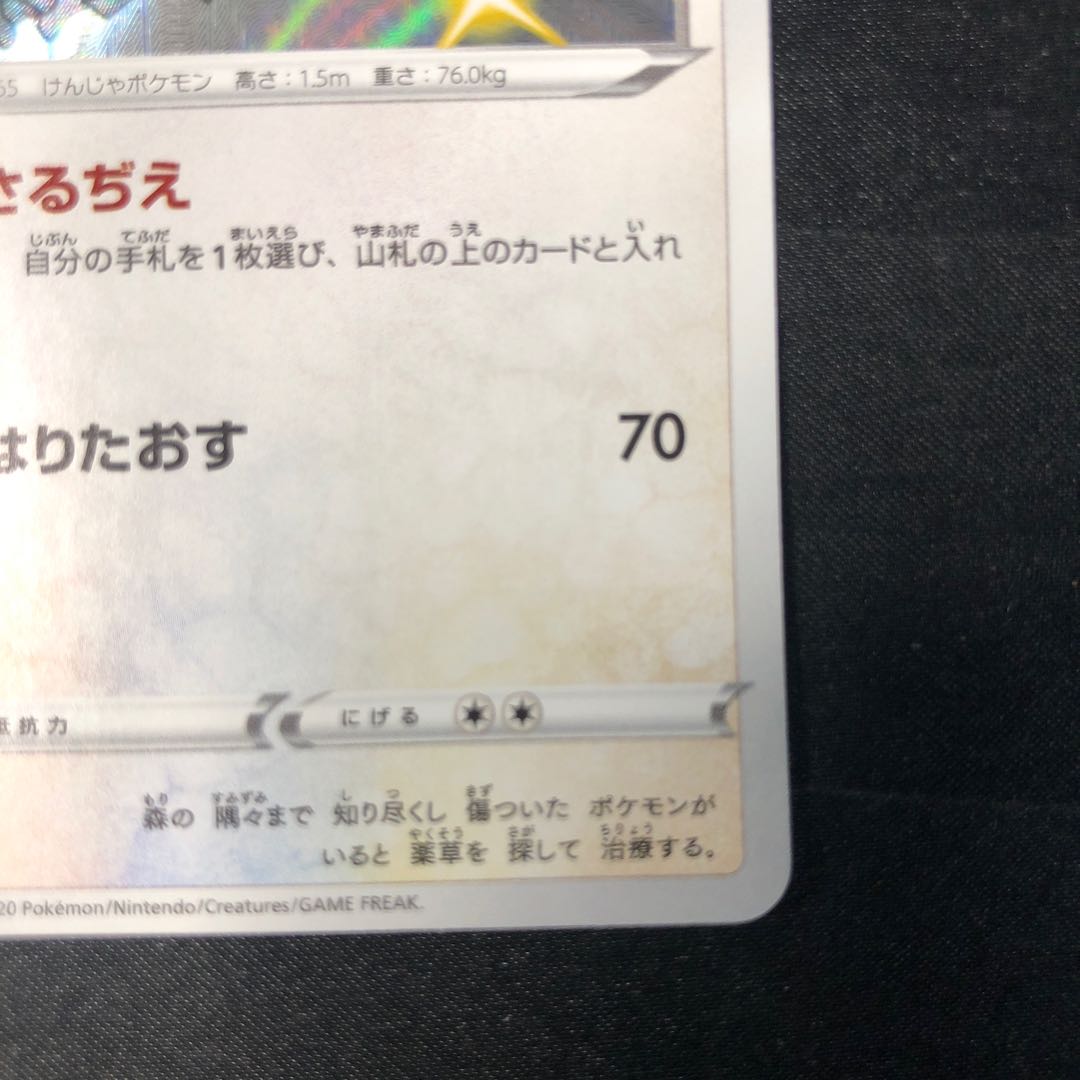 65 けんじゃポケモン 高さ：1.5m 重さ：76.0kg
さるぢえ
じぶん てふだ まいえら やまふだ うえ い
自分の手札を1枚選び、山札の上のカードと入れ
はりたおす 70
抵抗力 にげる
もり すみずみ し つ きず
森の 隅々まで 知り尽くし 傷ついた ポケモンが
やくそう さが ちりょう
いると 薬草を 探して 治療する。
20 Pokémon/Nintendo/Creatures/GAME FREAK.